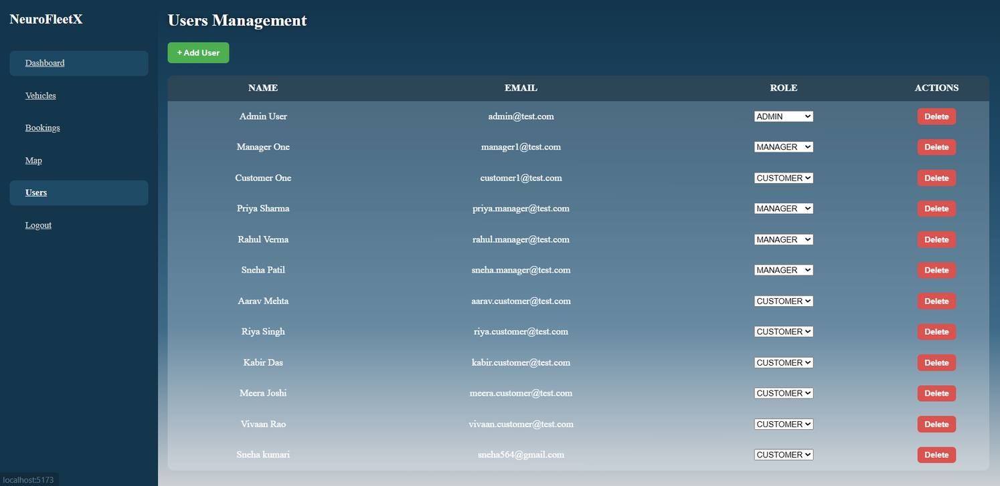 NeuroFleetX
Dashboard
Vehicles
Bookings
Map
Users
Logout
Users Management
+ Add User
NAME EMAIL ROLE ACTIONS
Admin User admin@test.com ADMIN Delete
Manager One manager1@test.com MANAGER Delete
Customer One customer1@test.com CUSTOMER Delete
Priya Sharma priya.manager@test.com MANAGER Delete
Rahul Verma rahul.manager@test.com MANAGER Delete
Sneha Patil sneha.manager@test.com MANAGER Delete
Aarav Mehta aarav.customer@test.com CUSTOMER Delete
Riya Singh riya.customer@test.com CUSTOMER Delete
Kabir Das kabir.customer@test.com CUSTOMER Delete
Meera Joshi meera.customer@test.com CUSTOMER Delete
Vivaan Rao vivaan.customer@test.com CUSTOMER Delete
Sneha kumari sneha564@gmail.com CUSTOMER Delete
localhost:5173